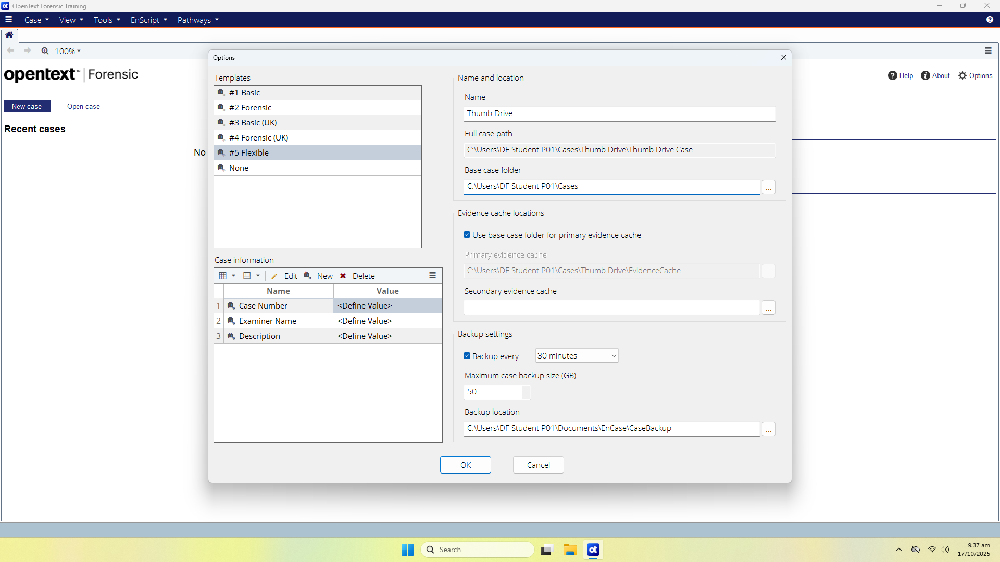 OpenText Forensic Training
Case View Tools EnScript Pathways
100%
opentext™ | Forensic
Help About Options
New case Open case
Recent cases
No
Options
Templates
#1 Basic
#2 Forensic
#3 Basic (UK)
#4 Forensic (UK)
#5 Flexible
None
Case information
Edit New Delete
Name Value
1 Case Number <Define Value>
2 Examiner Name <Define Value>
3 Description <Define Value>
Name and location
Name
Thumb Drive
Full case path
C:\Users\DF Student P01\Cases\Thumb Drive\Thumb Drive.Case
Base case folder
C:\Users\DF Student P01\Cases
...
Evidence cache locations
Use base case folder for primary evidence cache
Primary evidence cache
C:\Users\DF Student P01\Cases\Thumb Drive\EvidenceCache
...
Secondary evidence cache
...
Backup settings
Backup every 30 minutes
Maximum case backup size (GB)
50
Backup location
C:\Users\DF Student P01\Documents\EnCase\CaseBackup
...
OK Cancel
Search
9:37 am
17/10/2025